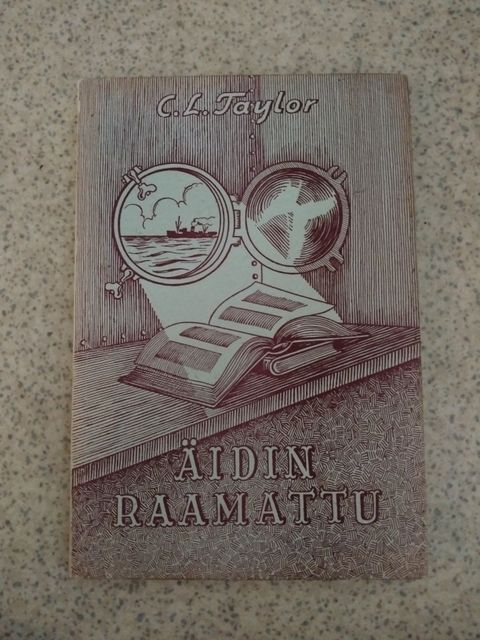 C.L. Taylor
ÄIDIN
RAAMATTU